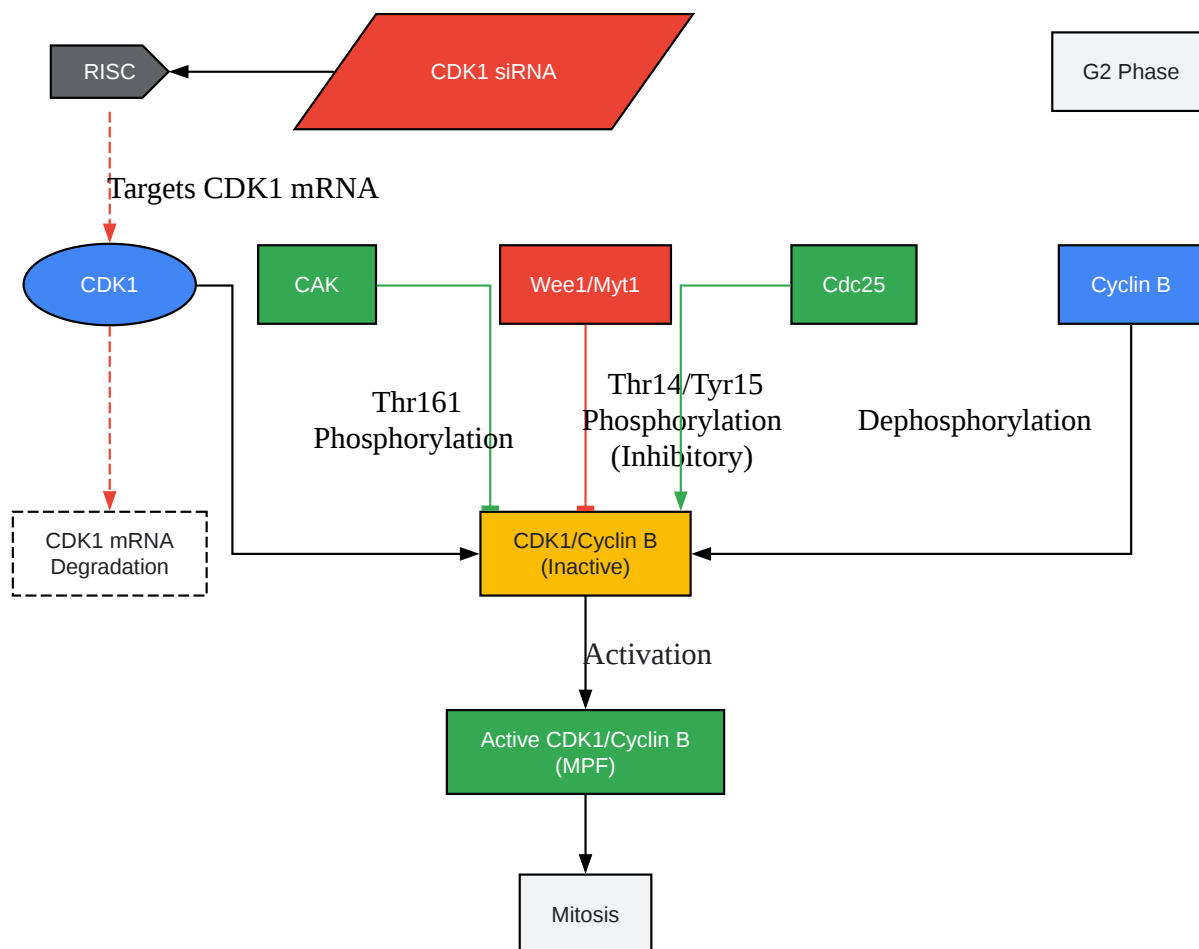 RISC
CDK1 siRNA
G2 Phase
Targets CDK1 mRNA
CDK1
CAK
Wee1/Myt1
Cdc25
Cyclin B
Thr161
Phosphorylation
Thr14/Tyr15
Phosphorylation
(Inhibitory)
Dephosphorylation
CDK1 mRNA
Degradation
CDK1/Cyclin B
(Inactive)
Activation
Active CDK1/Cyclin B
(MPF)
Mitosis